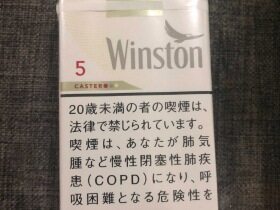 Winston
5
CASTER
20歳未満の者の喫煙は、
法律で禁じられています。
喫煙は、あなたが肺気
腫など慢性閉塞性肺疾
患(COPD)になり、呼
吸困難となる危険性を